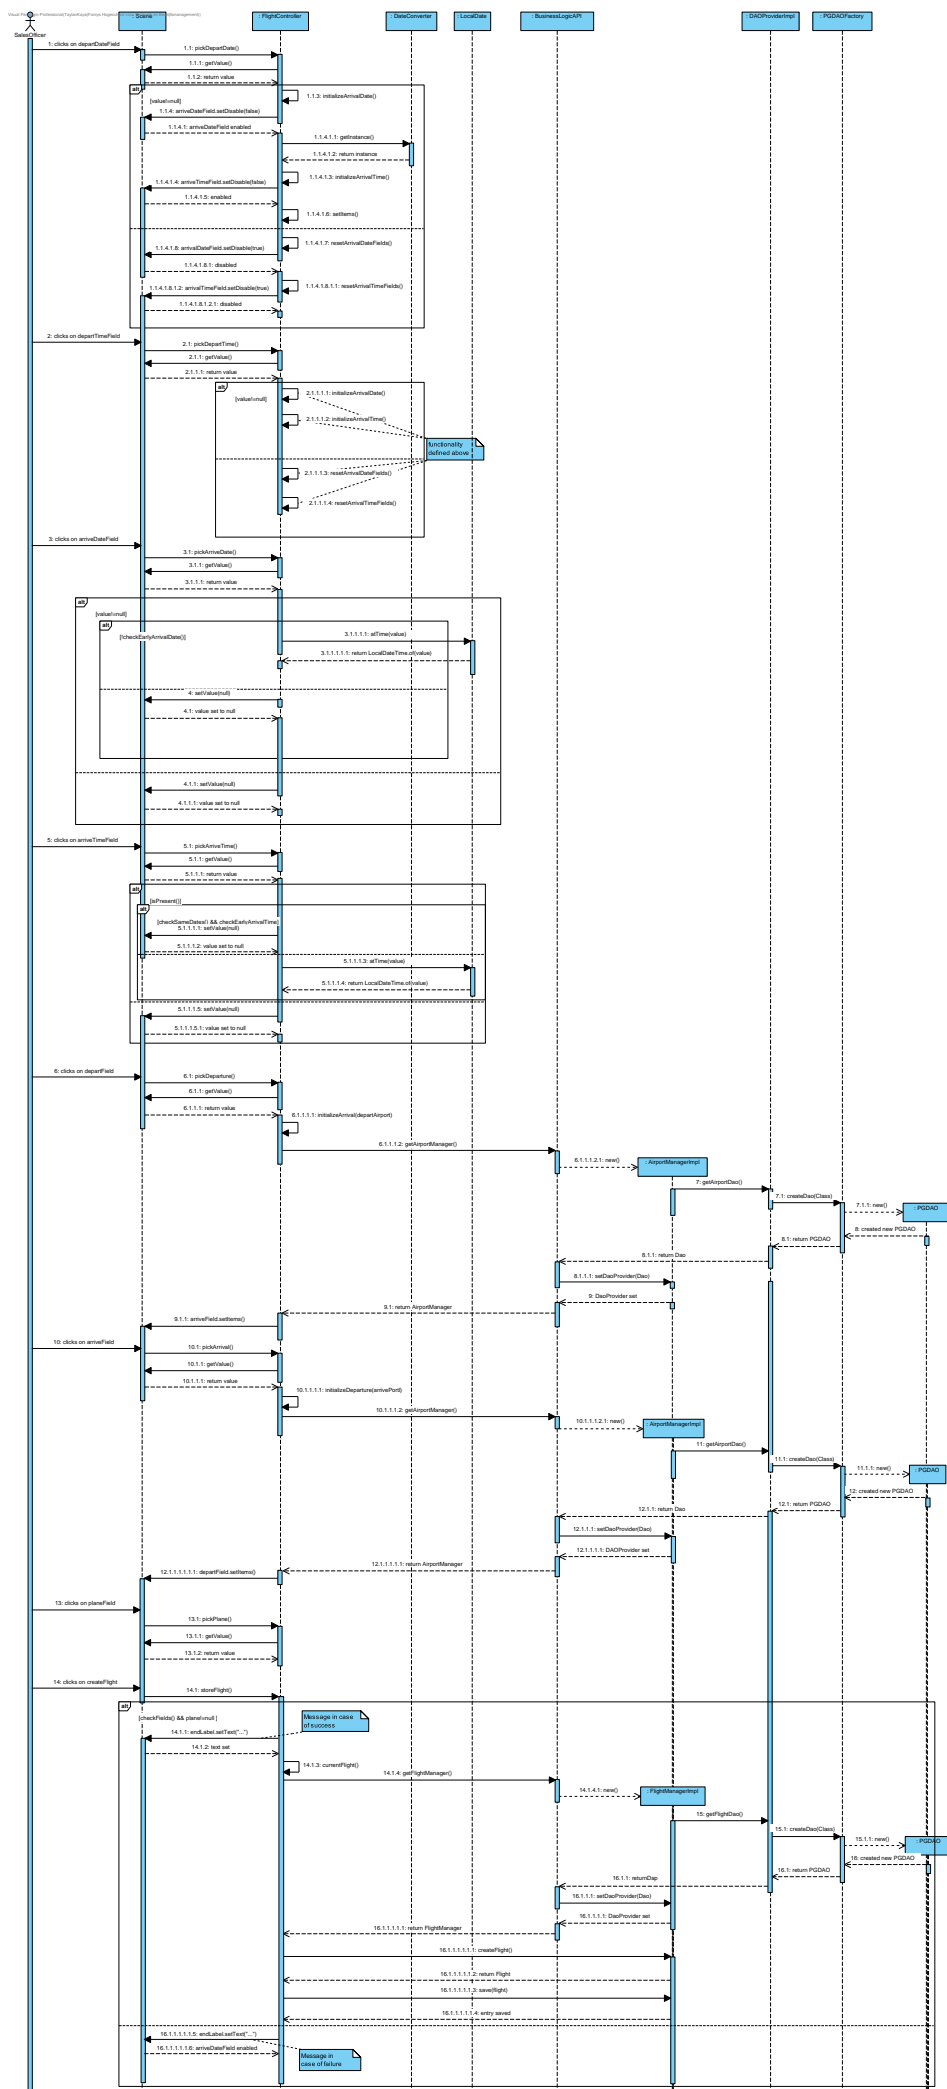 : Scene
: FlightController
: DateConverter
: LocalDate
: BusinessLogicAPI
: DAOProviderImpl
: PGDAOFactory
SalesOfficer
1: clicks on departDateField
1.1: pickDepartDate()
1.1.1: getValue()
1.1.2: return value
alt
[value!=null]
1.1.3: initializeArrivalDate()
1.1.4: arriveDateField.setDisable(false)
1.1.4.1: arriveDateField enabled
1.1.4.1.1: getInstance()
1.1.4.1.2: return instance
1.1.4.1.3: initializeArrivalTime()
1.1.4.1.4: arriveTimeField.setDisable(false)
1.1.4.1.5: enabled
1.1.4.1.6: setItems()
1.1.4.1.7: resetArrivalDateFields()
1.1.4.1.8: arrivalDateField.setDisable(true)
1.1.4.1.8.1: disabled
1.1.4.1.8.1.1: resetArrivalTimeFields()
1.1.4.1.8.1.2: arrivalTimeField.setDisable(true)
1.1.4.1.8.1.2.1: disabled
2: clicks on departTimeField
2.1: pickDepartTime()
2.1.1: getValue()
2.1.1.1: return value
alt
[value!=null]
2.1.1.1.1: initializeArrivalDate()
2.1.1.1.2: initializeArrivalTime()
functionality
defined above
2.1.1.1.3: resetArrivalDateFields()
2.1.1.1.4: resetArrivalTimeFields()
3: clicks on arriveDateField
3.1: pickArriveDate()
3.1.1: getValue()
3.1.1.1: return value
alt
[value!=null]
alt
[!checkEarlyArrivalDate()]
3.1.1.1.1: atTime(value)
3.1.1.1.1.1: return LocalDateTime.of(value)
4: setValue(null)
4.1: value set to null
4.1.1: setValue(null)
4.1.1.1: value set to null
5: clicks on arriveTimeField
5.1: pickArriveTime()
5.1.1: getValue()
5.1.1.1: return value
alt
[isPresent()]
alt
[checkSameDates() && checkEarlyArrivalTime]
5.1.1.1.1: setValue(null)
5.1.1.1.2: value set to null
5.1.1.1.3: atTime(value)
5.1.1.1.4: return LocalDateTime.of(value)
5.1.1.1.5: setValue(null)
5.1.1.1.5.1: value set to null
6: clicks on departField
6.1: pickDeparture()
6.1.1: getValue()
6.1.1.1: return value
6.1.1.1.1: initializeArrival(departAirport)
6.1.1.1.2: getAirportManager()
6.1.1.1.2.1: new()
: AirportManagerImpl
7: getAirportDao()
7.1: createDao(Class)
7.1.1: new()
: PGDAO
8: created new PGDAO
8.1: return PGDAO
8.1.1: return Dao
8.1.1.1: setDaoProvider(Dao)
9: DaoProvider set
9.1: return AirportManager
9.1.1: arriveField.setItems()
10: clicks on arriveField
10.1: pickArrival()
10.1.1: getValue()
10.1.1.1: return value
10.1.1.1.1: initializeDeparture(arrivePort)
10.1.1.1.2: getAirportManager()
10.1.1.1.2.1: new()
: AirportManagerImpl
11: getAirportDao()
11.1: createDao(Class)
11.1.1: new()
: PGDAO
12: created new PGDAO
12.1: return PGDAO
12.1.1: return Dao
12.1.1.1: setDaoProvider(Dao)
12.1.1.1.1: DAOProvider set
12.1.1.1.1.1: return AirportManager
12.1.1.1.1.1.1: departField.setItems()
13: clicks on planeField
13.1: pickPlane()
13.1.1: getValue()
13.1.2: return value
14: clicks on createFlight
14.1: storeFlight()
alt
[checkFields() && plane!=null ]
Message in case
of success
14.1.1: endLabel.setText("...")
14.1.2: text set
14.1.3: currentFlight()
14.1.4: getFlightManager()
14.1.4.1: new()
: FlightManagerImpl
15: getFlightDao()
15.1: createDao(Class)
15.1.1: new()
: PGDAO
16: created new PGDAO
16.1: return PGDAO
16.1.1: returnDap
16.1.1.1: setDaoProvider(Dao)
16.1.1.1.1: DaoProvider set
16.1.1.1.1.1: return FlightManager
16.1.1.1.1.1.1: createFlight()
16.1.1.1.1.1.2: return Flight
16.1.1.1.1.1.3: save(flight)
16.1.1.1.1.1.4: entry saved
16.1.1.1.1.1.5: endLabel.setText("...")
16.1.1.1.1.1.6: arriveDateField enabled
Message in
case of failure